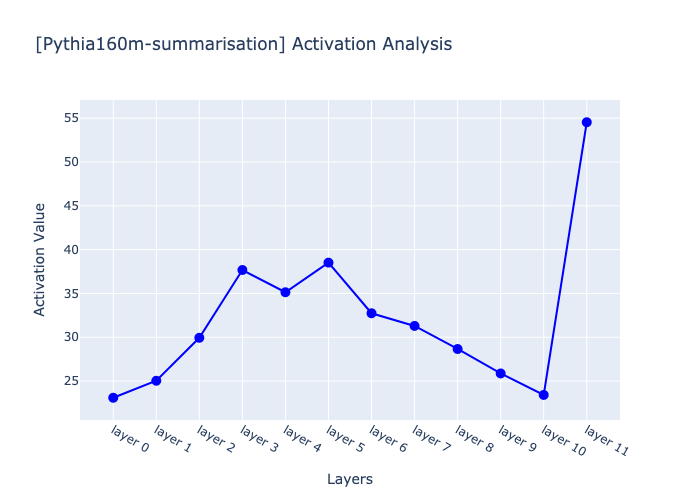 [Pythia160m-summarisation] Activation Analysis
55
50
45
40
35
30
25
Activation Value
layer 0
layer 1
layer 2
layer 3
layer 4
layer 5
layer 6
layer 7
layer 8
layer 9
layer 10
layer 11
Layers